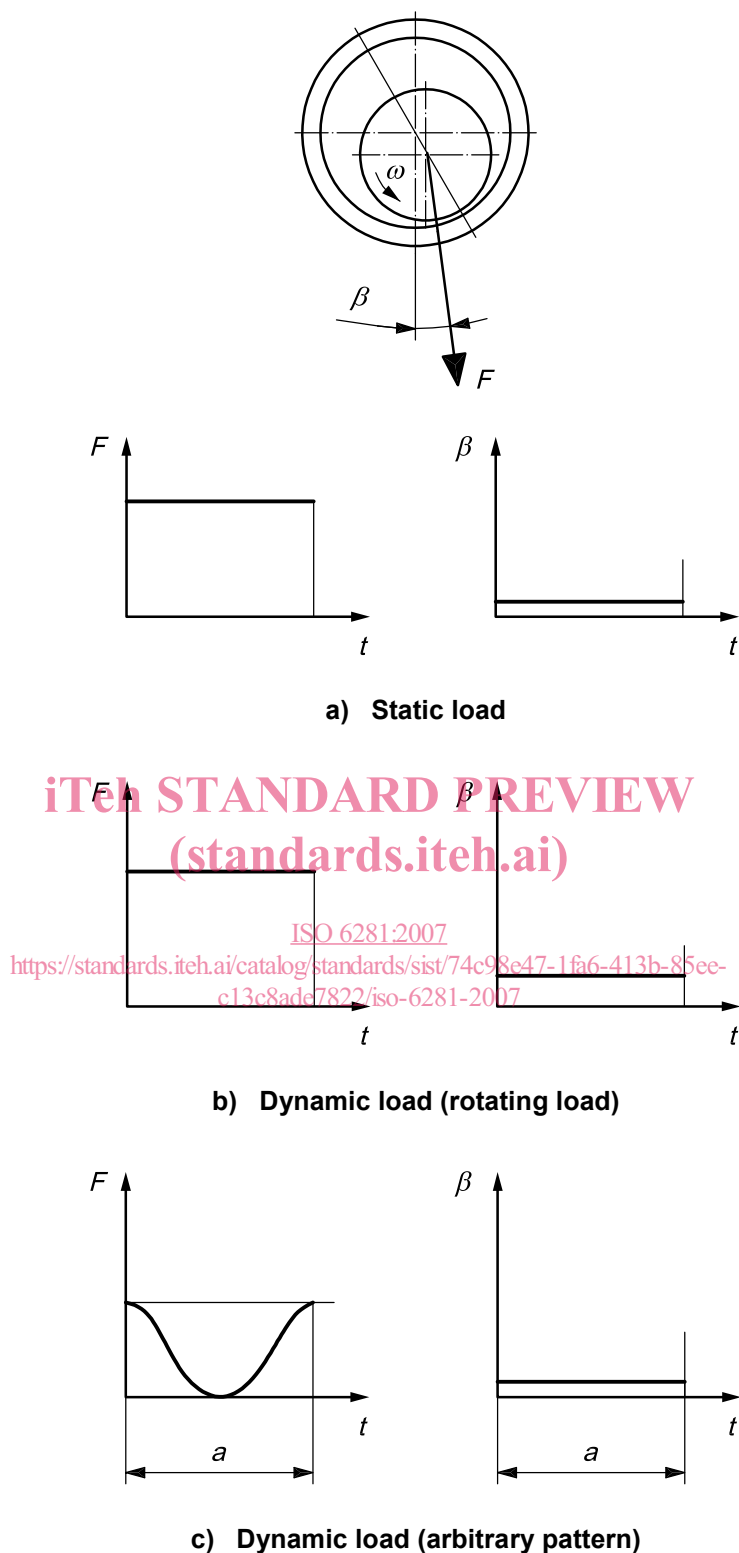 ω
β
F
F
β
t
t
a) Static load
iTeh STANDARD PREVIEW
F
β
(standards.iteh.ai)
ISO 6281:2007
https://standards.iteh.ai/catalog/standards/sist/74c98e47-1fa6-413b-85ee-
c13c8ade7822/iso-6281-2007
t
t
b) Dynamic load (rotating load)
F
β
t
t
a
a
c) Dynamic load (arbitrary pattern)